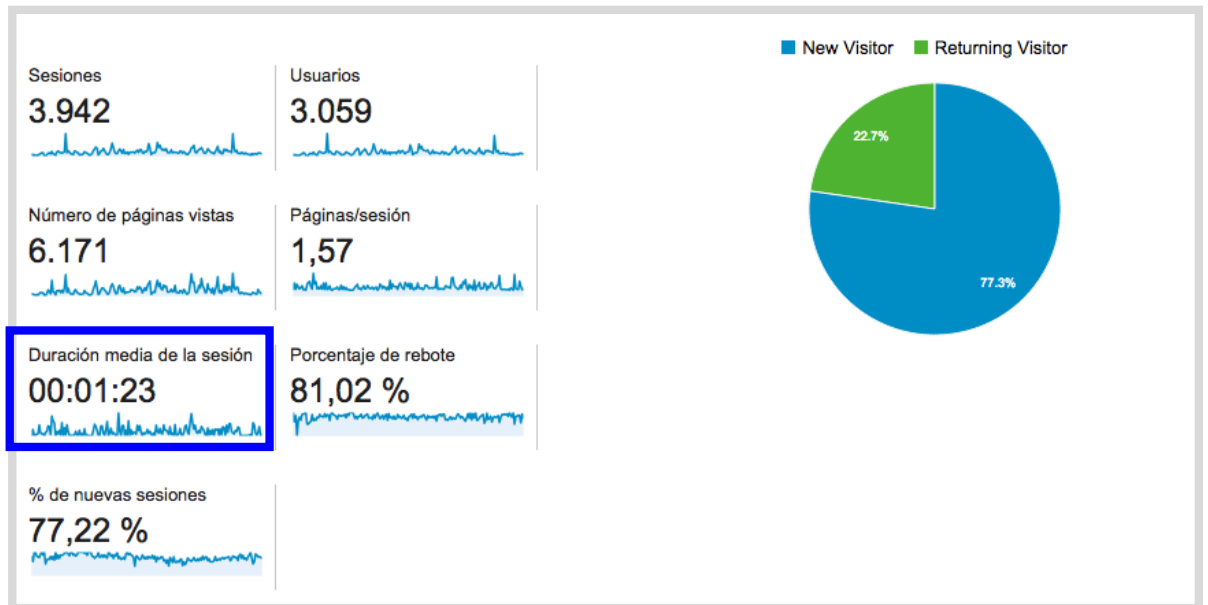 New Visitor Returning Visitor
Sesiones
3.942
Usuarios
3.059
Número de páginas vistas
6.171
Páginas/sesión
1,57
Duración media de la sesión
00:01:23
Porcentaje de rebote
81,02 %
% de nuevas sesiones
77,22 %
22.7%
77.3%